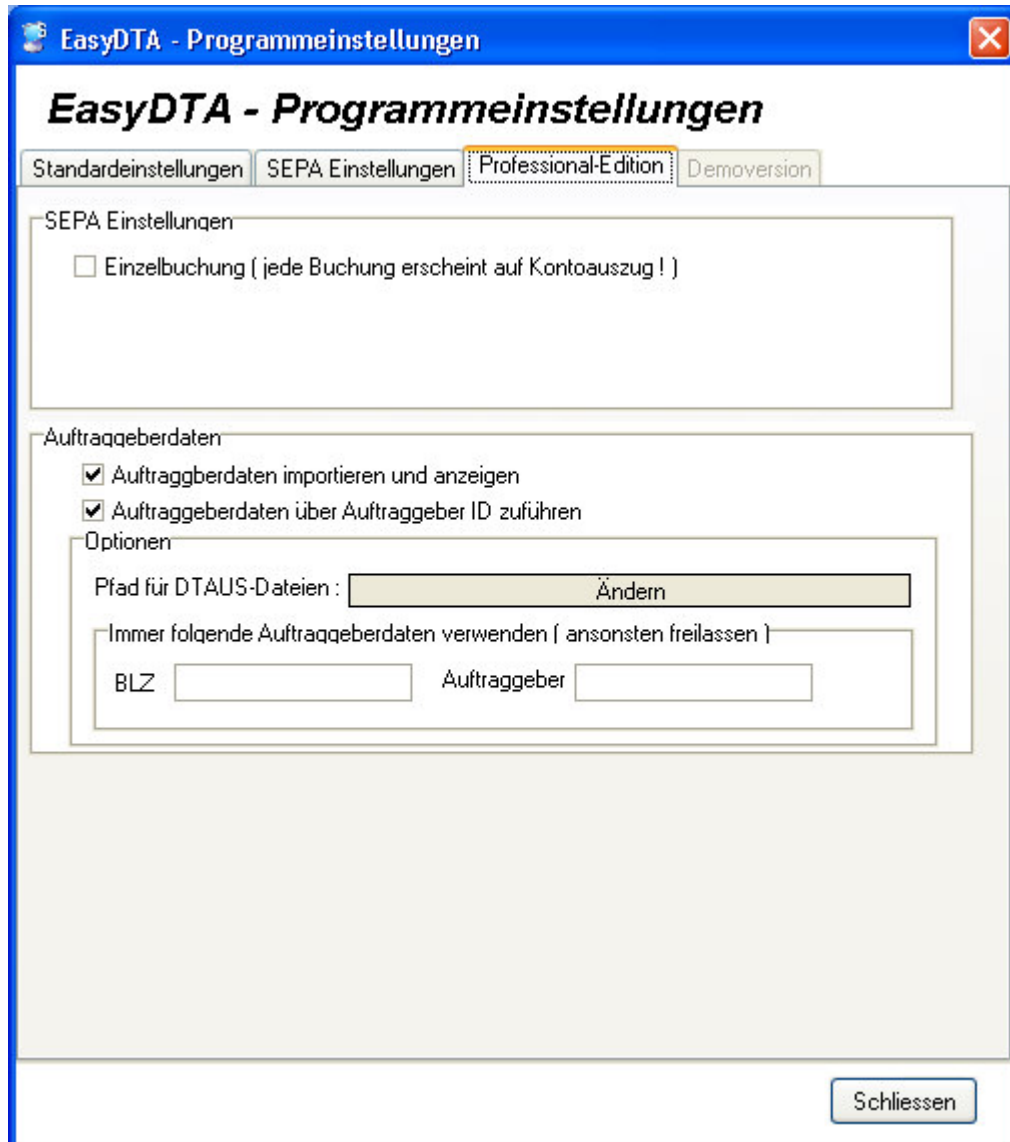 EasyDTA - Programmeinstellungen
EasyDTA - Programmeinstellungen
Standardeinstellungen SEPA Einstellungen Professional-Edition Demoversion
SEPA Einstellungen
Einzelbuchung ( jede Buchung erscheint auf Kontoauszug ! )
Auftraggeberdaten
Auftraggberdaten importieren und anzeigen
Auftraggeberdaten über Auftraggeber ID zuführen
Optionen
Pfad für DTAUS-Dateien : Ändern
Immer folgende Auftraggeberdaten verwenden ( ansonsten freilassen )
BLZ Auftraggeber
Schliessen